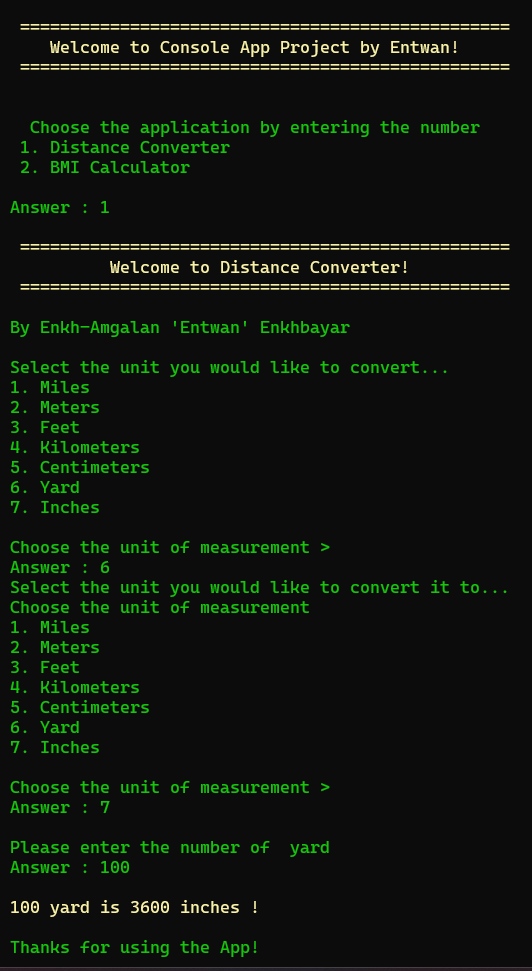 =================================================
Welcome to Console App Project by Entwan!
=================================================
Choose the application by entering the number
1. Distance Converter
2. BMI Calculator
Answer : 1
=================================================
Welcome to Distance Converter!
=================================================
By Enkh-Amgalan 'Entwan' Enkhbayar
Select the unit you would like to convert...
1. Miles
2. Meters
3. Feet
4. Kilometers
5. Centimeters
6. Yard
7. Inches
Choose the unit of measurement >
Answer : 6
Select the unit you would like to convert it to...
Choose the unit of measurement
1. Miles
2. Meters
3. Feet
4. Kilometers
5. Centimeters
6. Yard
7. Inches
Choose the unit of measurement >
Answer : 7
Please enter the number of  yard
Answer : 100
100 yard is 3600 inches !
Thanks for using the App!